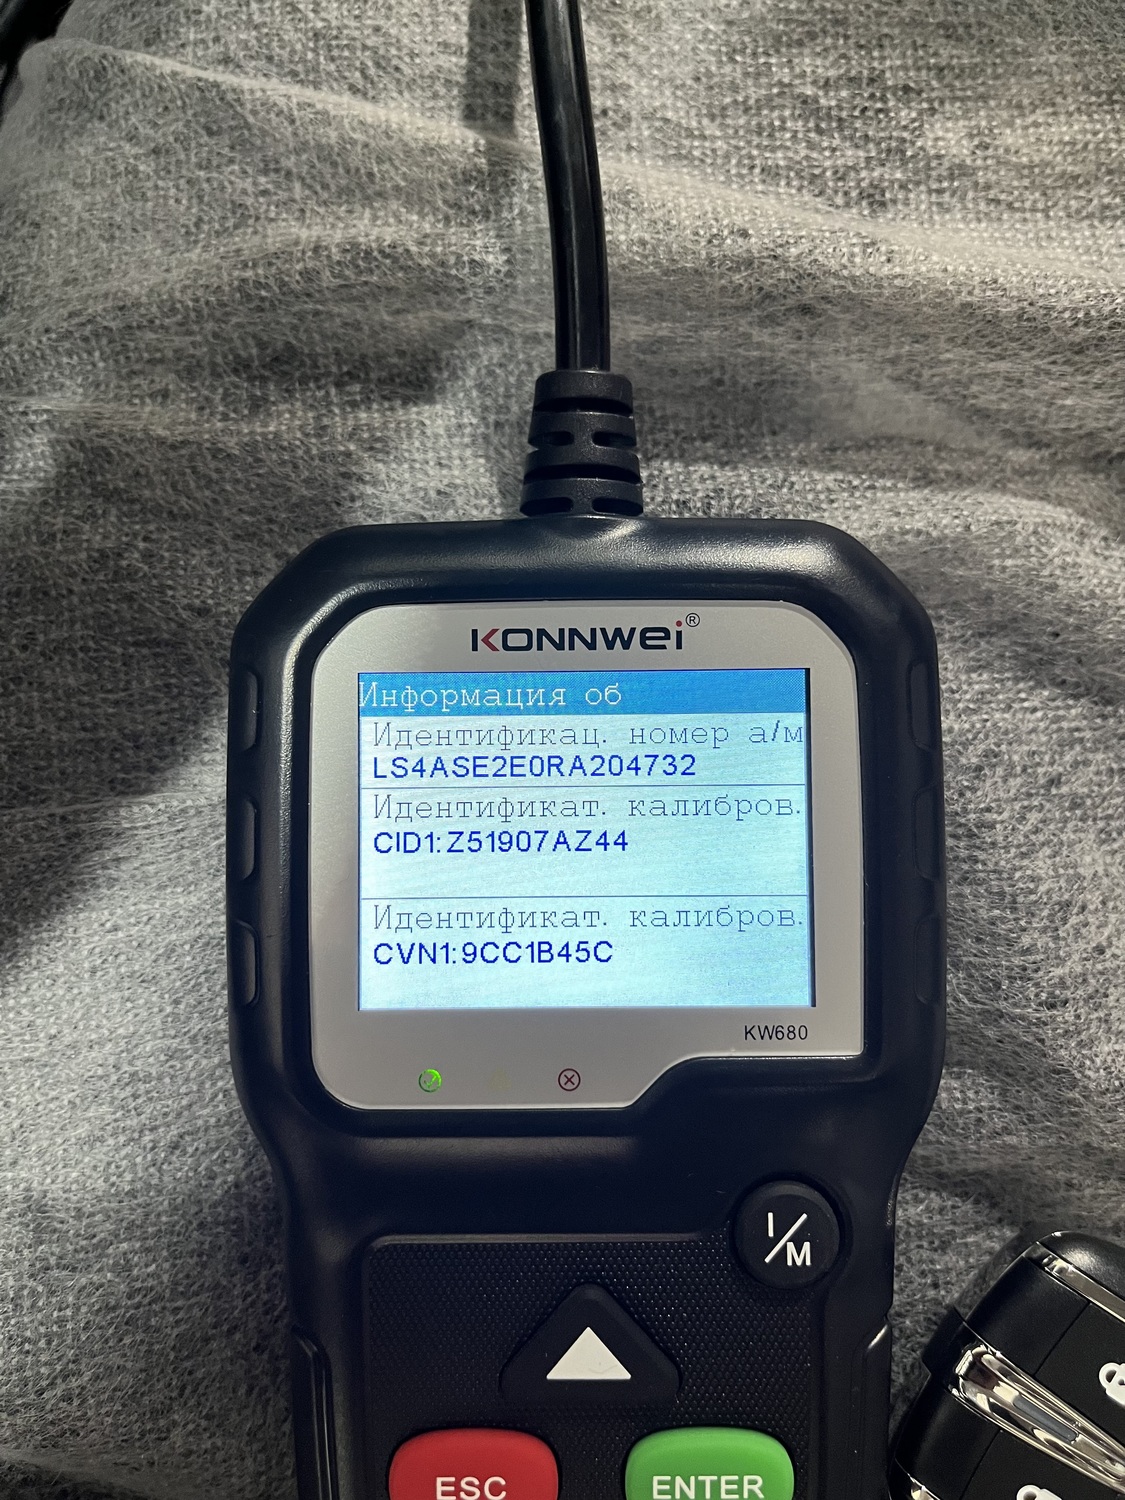 KONNWEI®
Информация об
Идентификац. номер а/м
LS4ASE2E0RA204732
Идентификат. калибров.
CID1:Z51907AZ44
Идентификат. калибров.
CVN1:9CC1B45C
KW680
I/M
ESC
ENTER